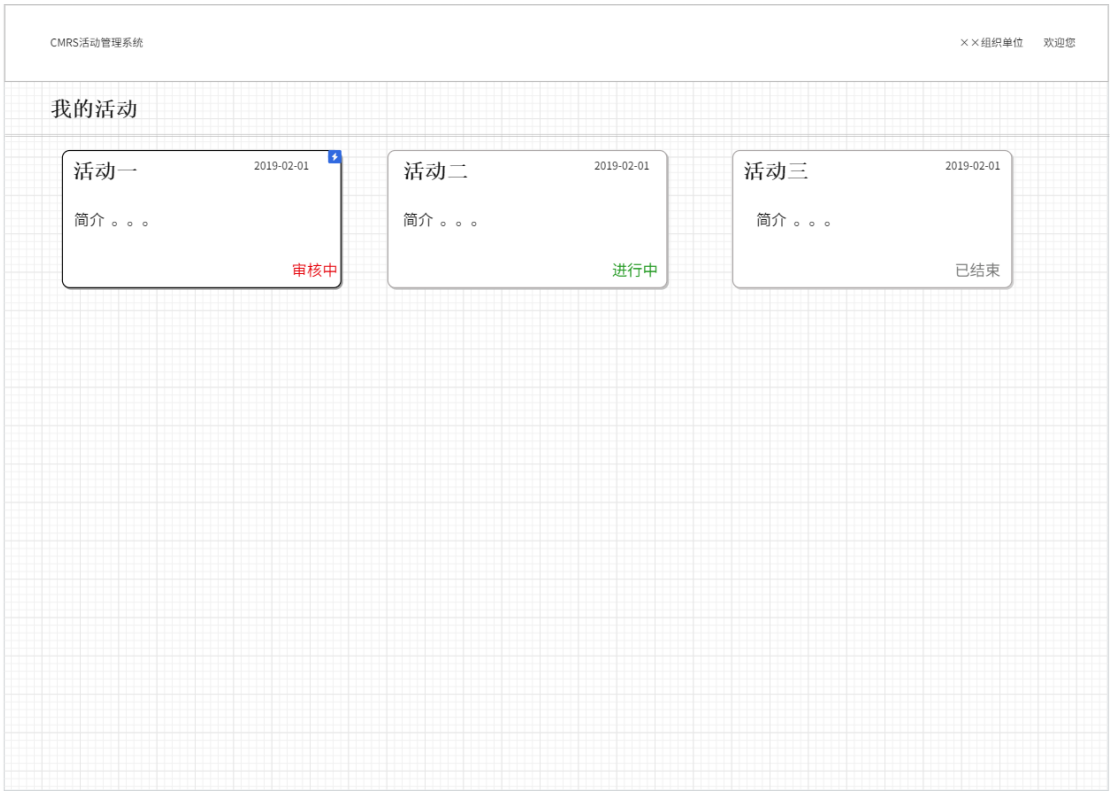 CMRS活动管理系统 ××组织单位 欢迎您
我的活动
活动一 2019-02-01
简介 。。。
审核中
活动二 2019-02-01
简介 。。。
进行中
活动三 2019-02-01
简介 。。。
已结束